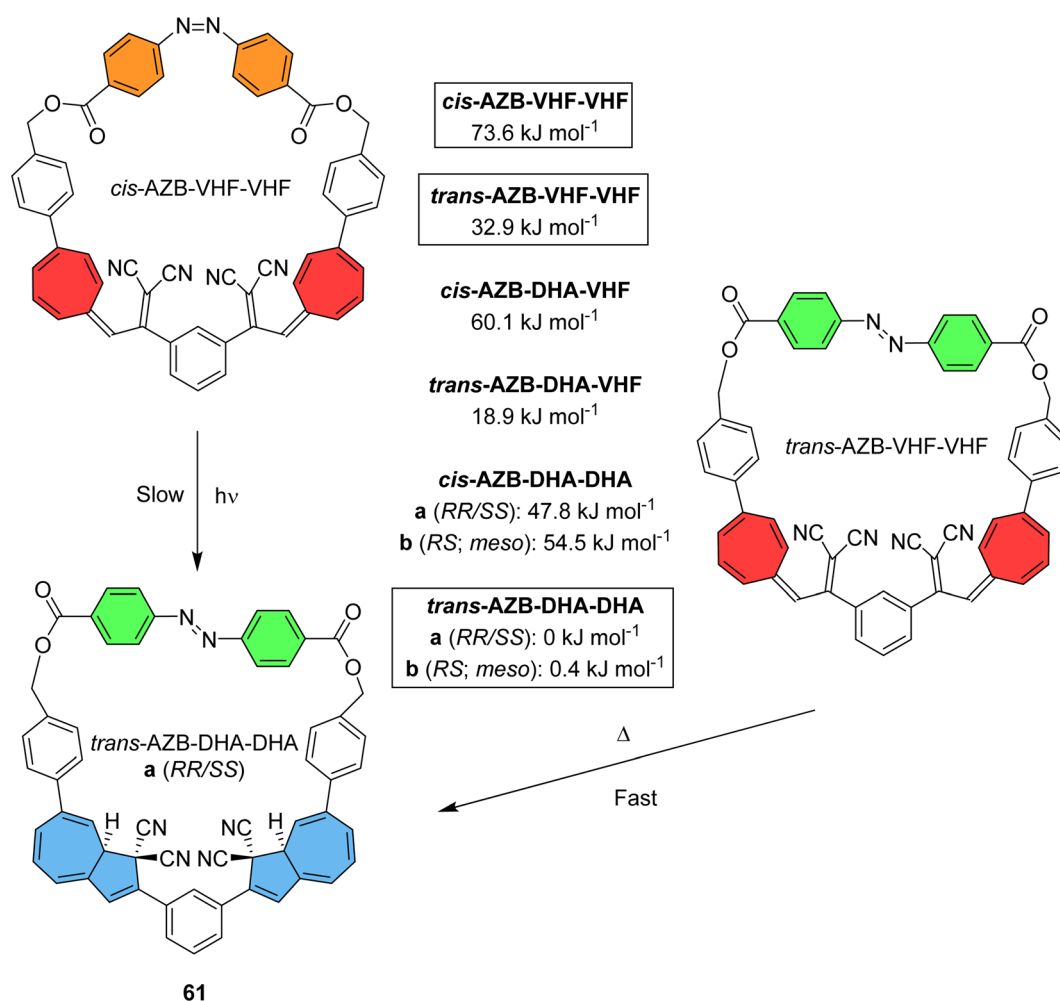 N=N
O
O
O
O
cis-AZB-VHF-VHF
NC
CN
NC
CN
cis-AZB-VHF-VHF
73.6 kJ mol-1
trans-AZB-VHF-VHF
32.9 kJ mol-1
cis-AZB-DHA-VHF
60.1 kJ mol-1
trans-AZB-DHA-VHF
18.9 kJ mol-1
cis-AZB-DHA-DHA
a (RR/SS): 47.8 kJ mol-1
b (RS; meso): 54.5 kJ mol-1
trans-AZB-DHA-DHA
a (RR/SS): 0 kJ mol-1
b (RS; meso): 0.4 kJ mol-1
O
N
N
O
O
O
trans-AZB-VHF-VHF
NC
CN
NC
CN
Slow
hν
Δ
Fast
O
N
N
O
O
O
trans-AZB-DHA-DHA
a (RR/SS)
H
CN
CN
NC
NC
H
61